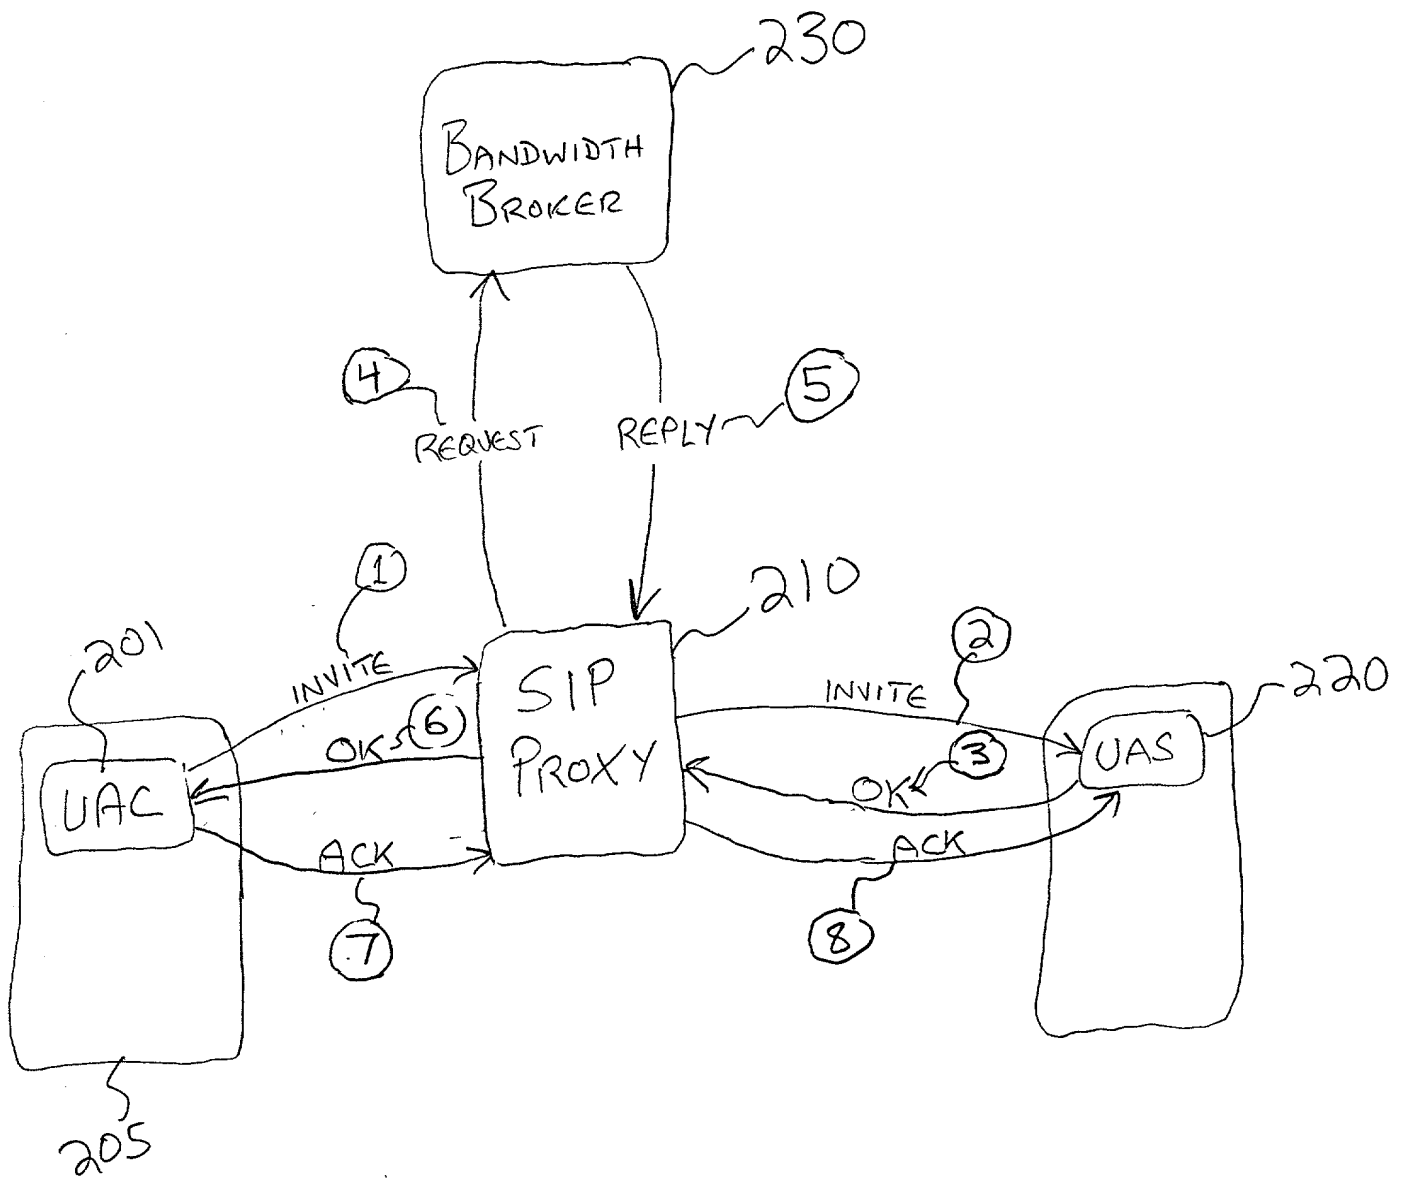 230
BANDWIDTH
BROKER
4
REQUEST
REPLY
5
1
210
201
INVITE
SIP
PROXY
2
INVITE
220
6
OK
3
OK
UAC
UAS
ACK
ACK
7
8
205